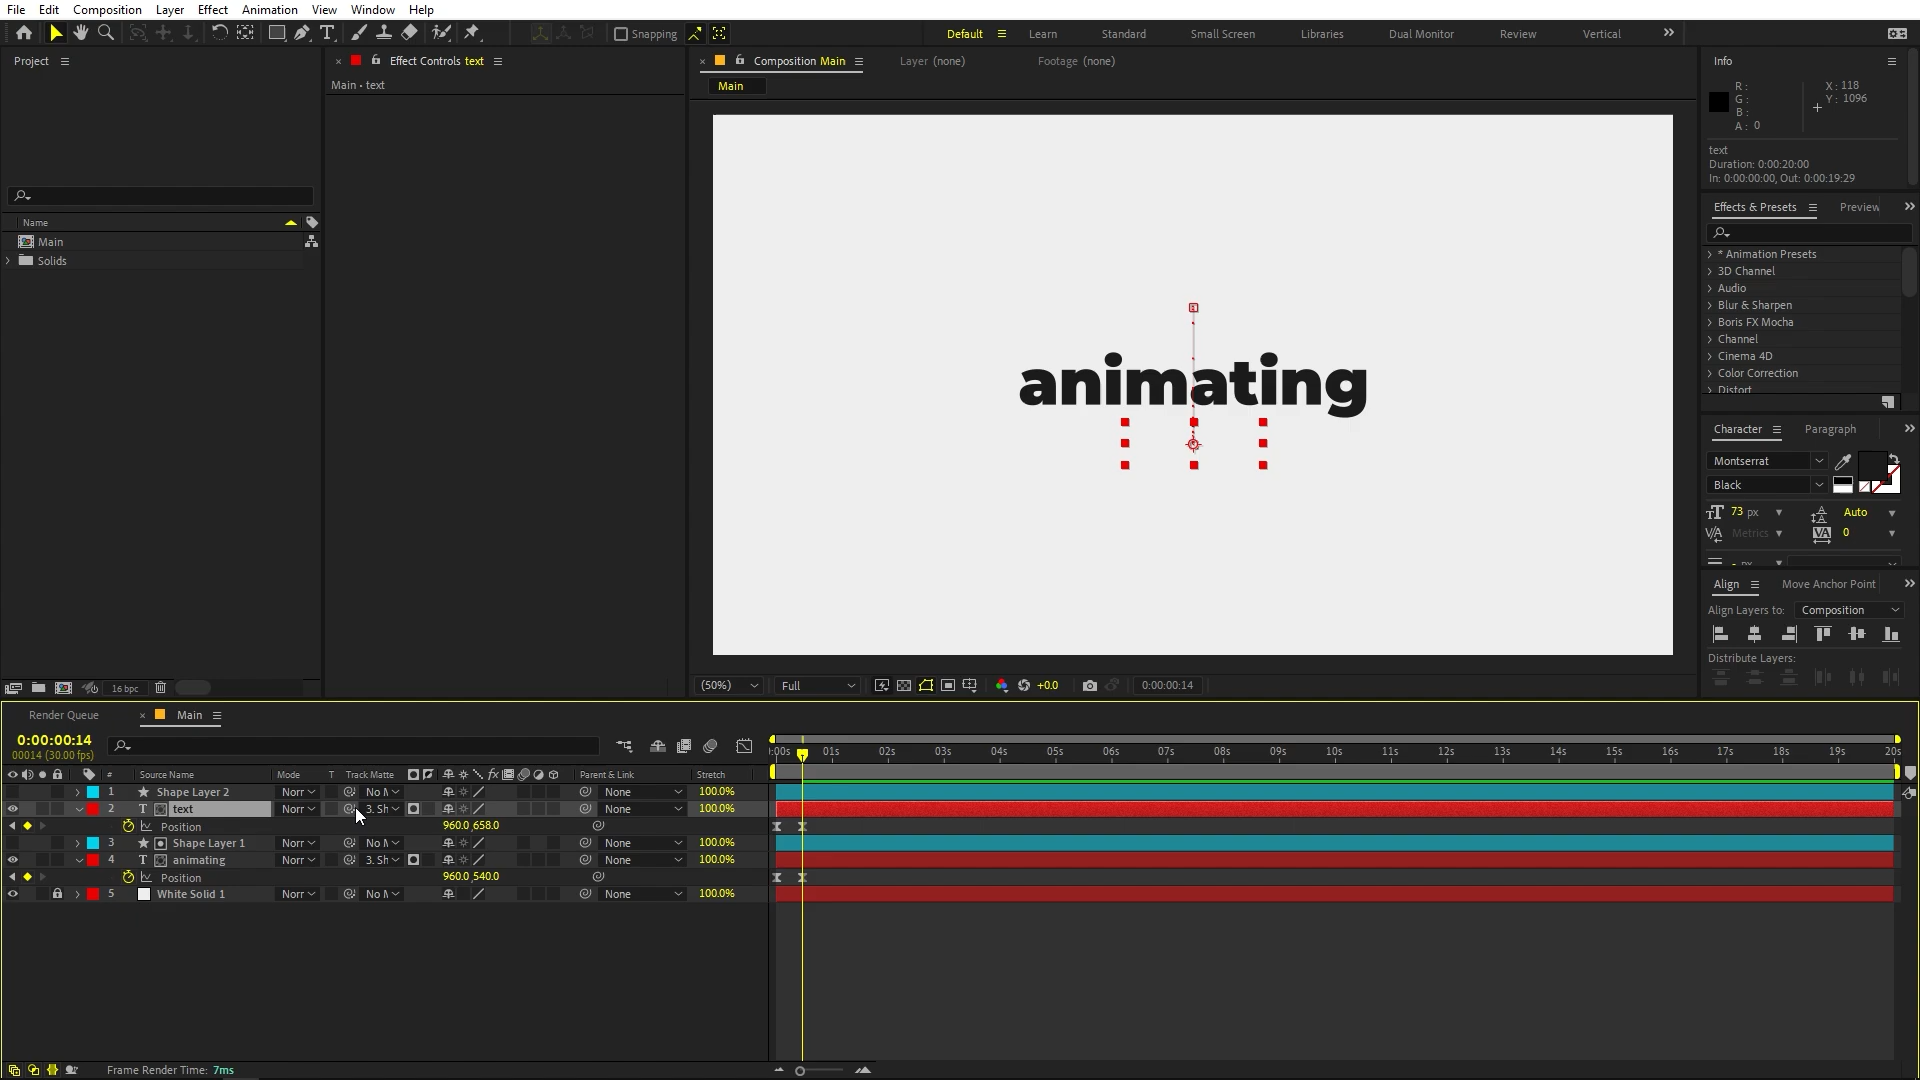 File Edit Composition Layer Effect Animation View Window Help
Snapping Default Learn Standard Small Screen Libraries Dual Monitor Review Vertical
Project
Effect Controls text
Main • text
Composition Main
Layer (none)
Footage (none)
Main
Name
Main
Solids
16 bpc
animating
(50%) Full +0.0 0:00:00:14
Info
R : X : 118
G : Y : 1096
B :
A : 0
text
Duration: 0:00:20:00
In: 0:00:00:00, Out: 0:00:19:29
Effects & Presets Preview
* Animation Presets
3D Channel
Audio
Blur & Sharpen
Boris FX Mocha
Channel
Cinema 4D
Color Correction
Distort
Character Paragraph
Montserrat
Black
73 px Auto
Metrics 0
px
Align Move Anchor Point
Align Layers to: Composition
Distribute Layers:
Render Queue Main
0:00:00:14
00014 (30.00 fps)
:00s 01s 02s 03s 04s 05s 06s 07s 08s 09s 10s 11s 12s 13s 14s 15s 16s 17s 18s 19s 20s
# Source Name Mode T Track Matte fx Parent & Link Stretch
1 Shape Layer 2 Norr No M None 100.0%
2 T text Norr 3. Sh None 100.0%
Position 960.0,658.0
3 Shape Layer 1 Norr No M None 100.0%
4 T animating Norr 3. Sh None 100.0%
Position 960.0,540.0
5 White Solid 1 Norr No M None 100.0%
Frame Render Time: 7ms